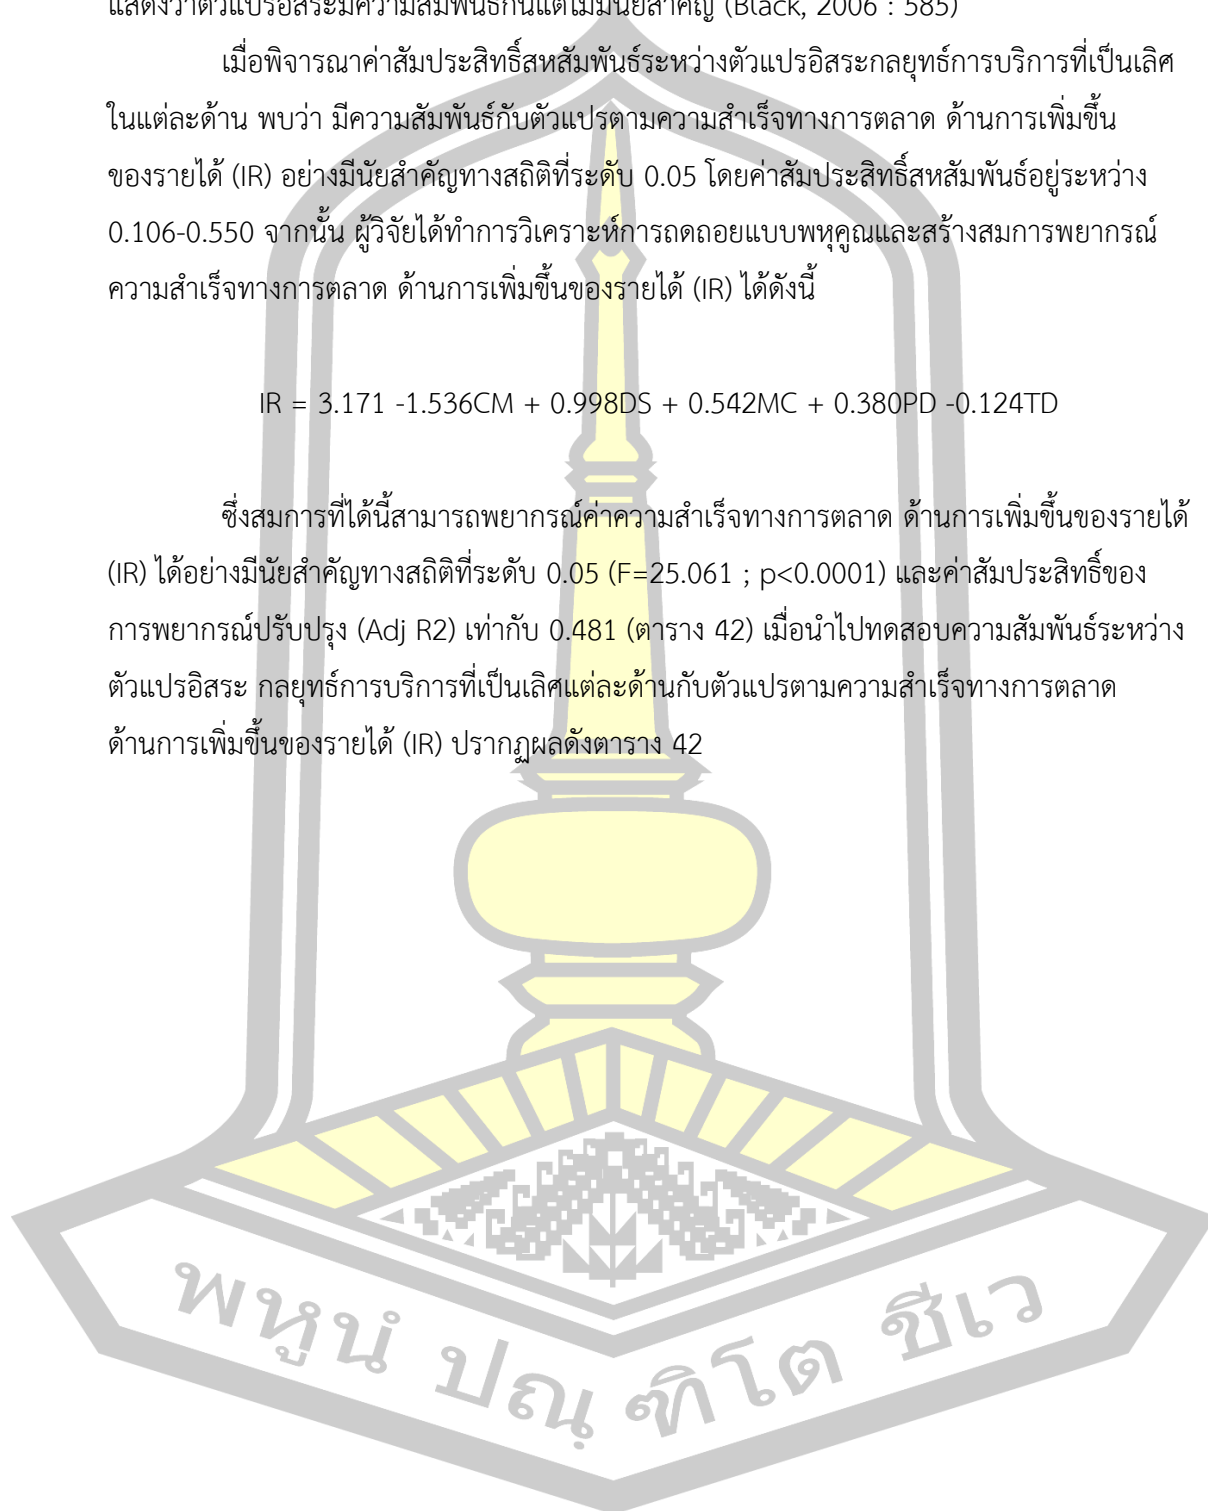 แสดงว่าตัวแปรอิสระมีความสัมพันธ์กันแต่ไม่มีนัยสำคัญ (Black, 2006 : 585)
เมื่อพิจารณาค่าสัมประสิทธิ์สหสัมพันธ์ระหว่างตัวแปรอิสระกลยุทธ์การบริการที่เป็นเลิศ
ในแต่ละด้าน พบว่า มีความสัมพันธ์กับตัวแปรตามความสำเร็จทางการตลาด ด้านการเพิ่มขึ้น
ของรายได้ (IR) อย่างมีนัยสำคัญทางสถิติที่ระดับ 0.05 โดยค่าสัมประสิทธิ์สหสัมพันธ์อยู่ระหว่าง
0.106-0.550 จากนั้น ผู้วิจัยได้ทำการวิเคราะห์การถดถอยแบบพหุคูณและสร้างสมการพยากรณ์
ความสำเร็จทางการตลาด ด้านการเพิ่มขึ้นของรายได้ (IR) ได้ดังนี้
IR = 3.171 -1.536CM + 0.998DS + 0.542MC + 0.380PD -0.124TD
ซึ่งสมการที่ได้นี้สามารถพยากรณ์ค่าความสำเร็จทางการตลาด ด้านการเพิ่มขึ้นของรายได้
(IR) ได้อย่างมีนัยสำคัญทางสถิติที่ระดับ 0.05 (F=25.061 ; p<0.0001) และค่าสัมประสิทธิ์ของ
การพยากรณ์ปรับปรุง (Adj R2) เท่ากับ 0.481 (ตาราง 42) เมื่อนำไปทดสอบความสัมพันธ์ระหว่าง
ตัวแปรอิสระ กลยุทธ์การบริการที่เป็นเลิศแต่ละด้านกับตัวแปรตามความสำเร็จทางการตลาด
ด้านการเพิ่มขึ้นของรายได้ (IR) ปรากฏผลดังตาราง 42
พหูนํ ปณฺ ฑิโต ชีเว